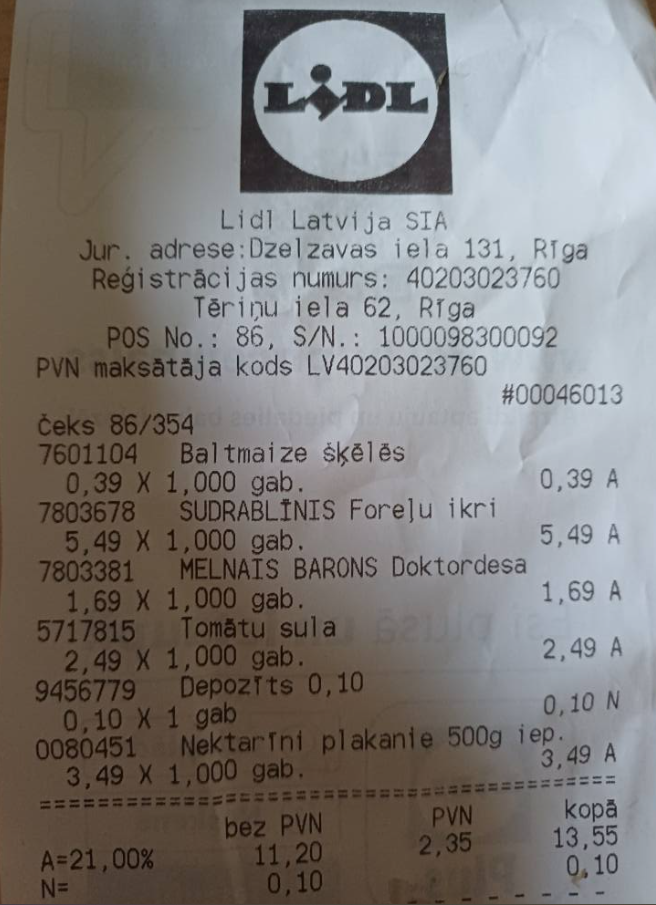 LiDL
Lidl Latvija SIA
Jur. adrese:Dzelzavas iela 131, Rīga
Reģistrācijas numurs: 40203023760
Tēriņu iela 62, Rīga
POS No.: 86, S/N.: 1000098300092
PVN maksātāja kods LV40203023760
#00046013
čeks 86/354
7601104 Baltmaize šķēlēs
0,39 X 1,000 gab. 0,39 A
7803678 SUDRABLĪNIS Foreļu ikri
5,49 X 1,000 gab. 5,49 A
7803381 MELNAIS BARONS Doktordesa
1,69 X 1,000 gab. 1,69 A
5717815 Tomātu sula
2,49 X 1,000 gab. 2,49 A
9456779 Depozīts 0,10
0,10 X 1 gab 0,10 N
0080451 Nektarīni plakanie 500g iep.
3,49 X 1,000 gab. 3,49 A
bez PVN PVN kopā
A=21,00% 11,20 2,35 13,55
N= 0,10 0,10